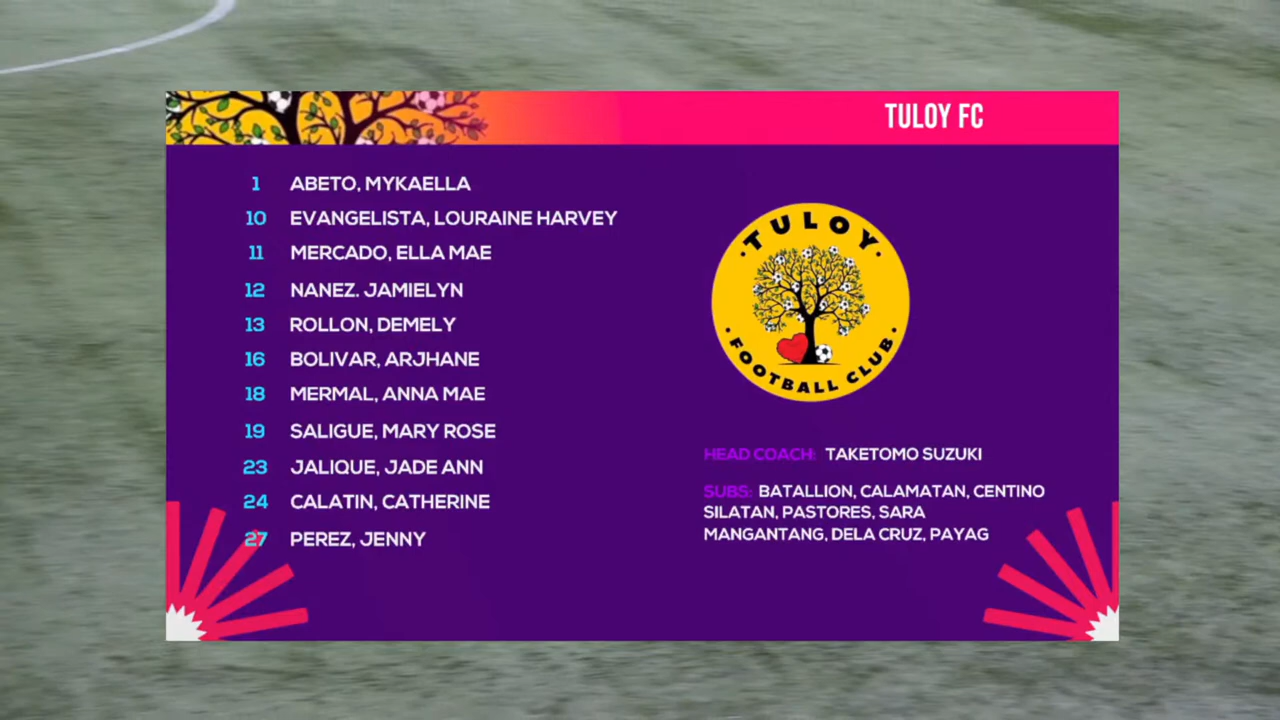 TULOY FC
1 ABETO, MYKAELLA
10 EVANGELISTA, LOURAINE HARVEY
11 MERCADO, ELLA MAE
12 NANEZ. JAMIELYN
13 ROLLON, DEMELY
16 BOLIVAR, ARJHANE
18 MERMAL, ANNA MAE
19 SALIGUE, MARY ROSE
23 JALIQUE, JADE ANN
24 CALATIN, CATHERINE
27 PEREZ, JENNY
TULOY
FOOTBALL CLUB
HEAD COACH: TAKETOMO SUZUKI
SUBS: BATALLION, CALAMATAN, CENTINO
SILATAN, PASTORES, SARA
MANGANTANG, DELA CRUZ, PAYAG